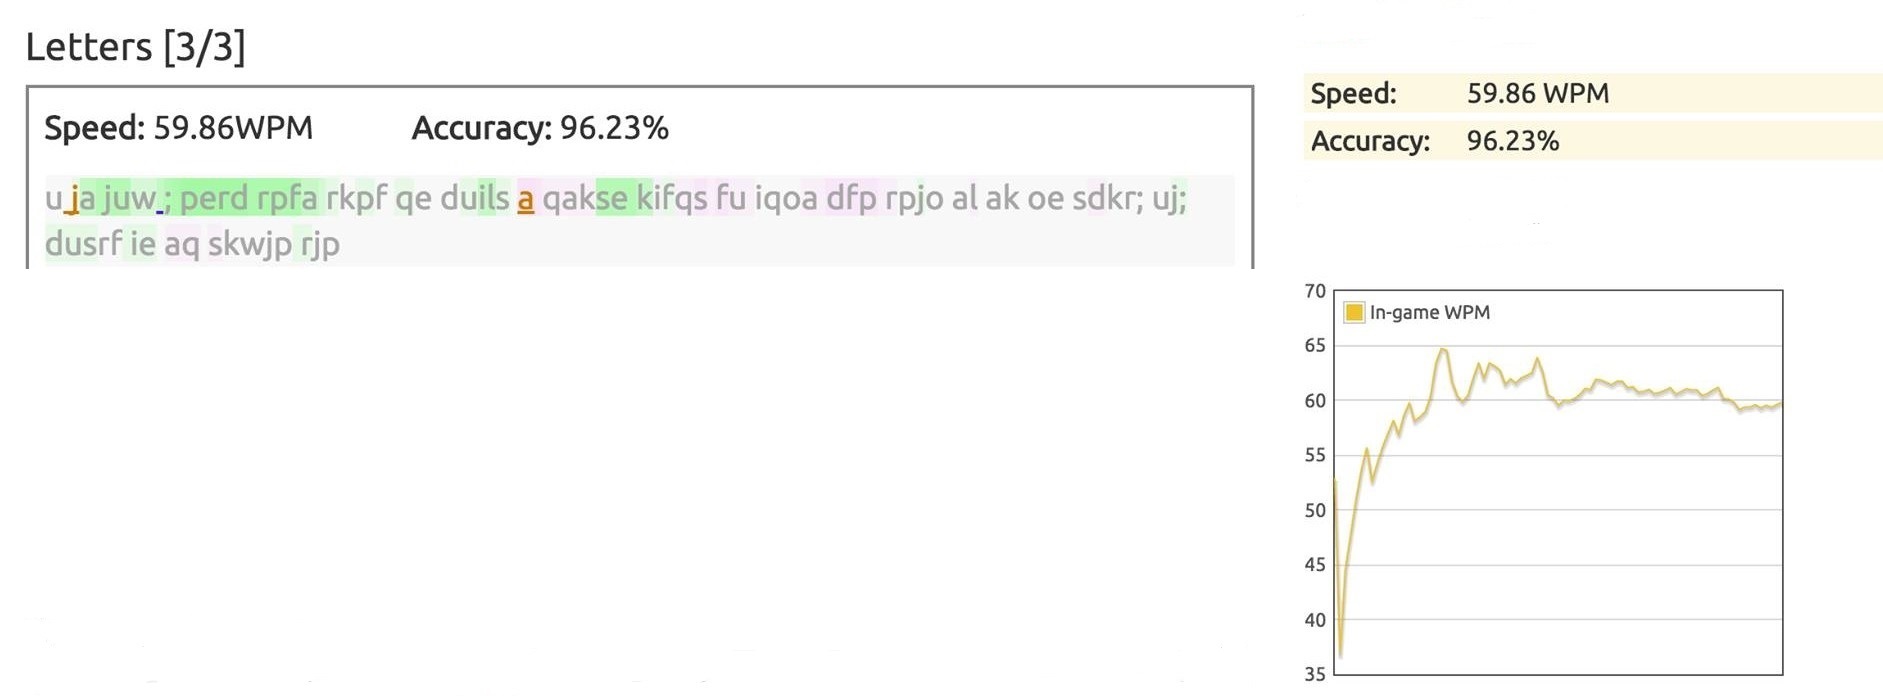 Letters [3/3]
Speed: 59.86WPM Accuracy: 96.23%
u ja juw ; perd rpfa rkpf qe duils a qakse kifqs fu iqoa dfp rpjo al ak oe sdkr; uj;
dusrf ie aq skwjp rjp
Speed: 59.86 WPM
Accuracy: 96.23%
70
In-game WPM
65
60
55
50
45
40
35